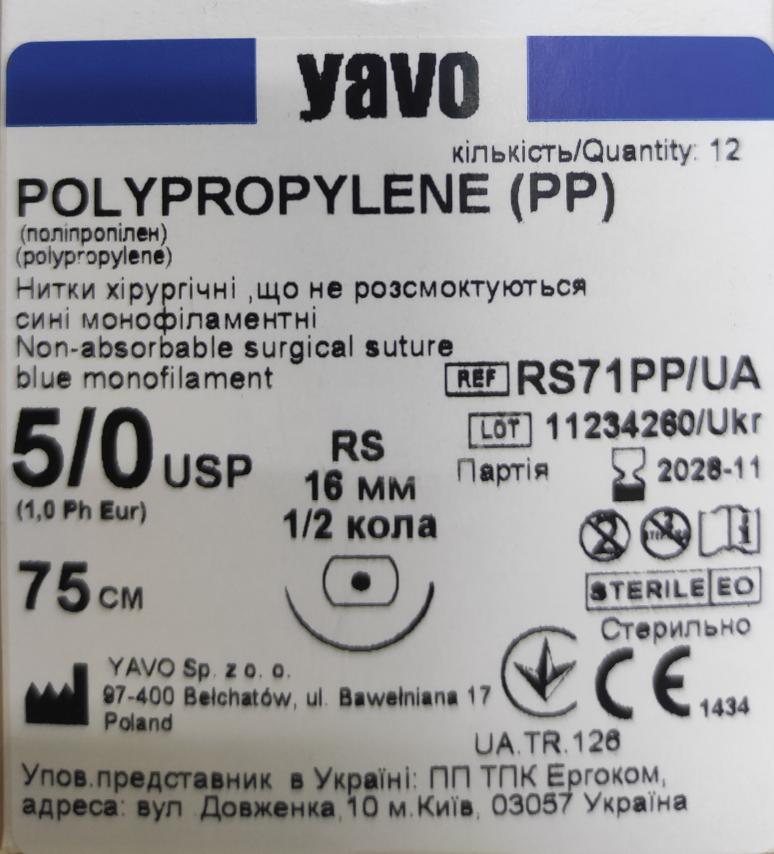 yavo
кількість/Quantity: 12
POLYPROPYLENE (PP)
(поліпропілен)
(polypropylene)
Нитки хірургічні ,що не розсмоктуються
сині монофіламентні
Non-absorbable surgical suture
blue monofilament
REF RS71PP/UA
5/0 USP
(1,0 Ph Eur)
RS
16 мм
1/2 кола
LOT 11234260/Ukr
Партія
2028-11
75 см
STERILE EO
Стерильно
YAVO Sp. z o. o.
97-400 Bełchatów, ul. Bawełniana 17
Poland
CE 1434
UA.TR.126
Упов.представник в Україні: ПП ТПК Ергоком,
адреса: вул Довженка,10 м.Київ, 03057 Україна